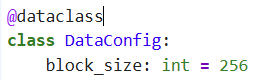 @dataclass
class DataConfig:
    block_size: int = 256